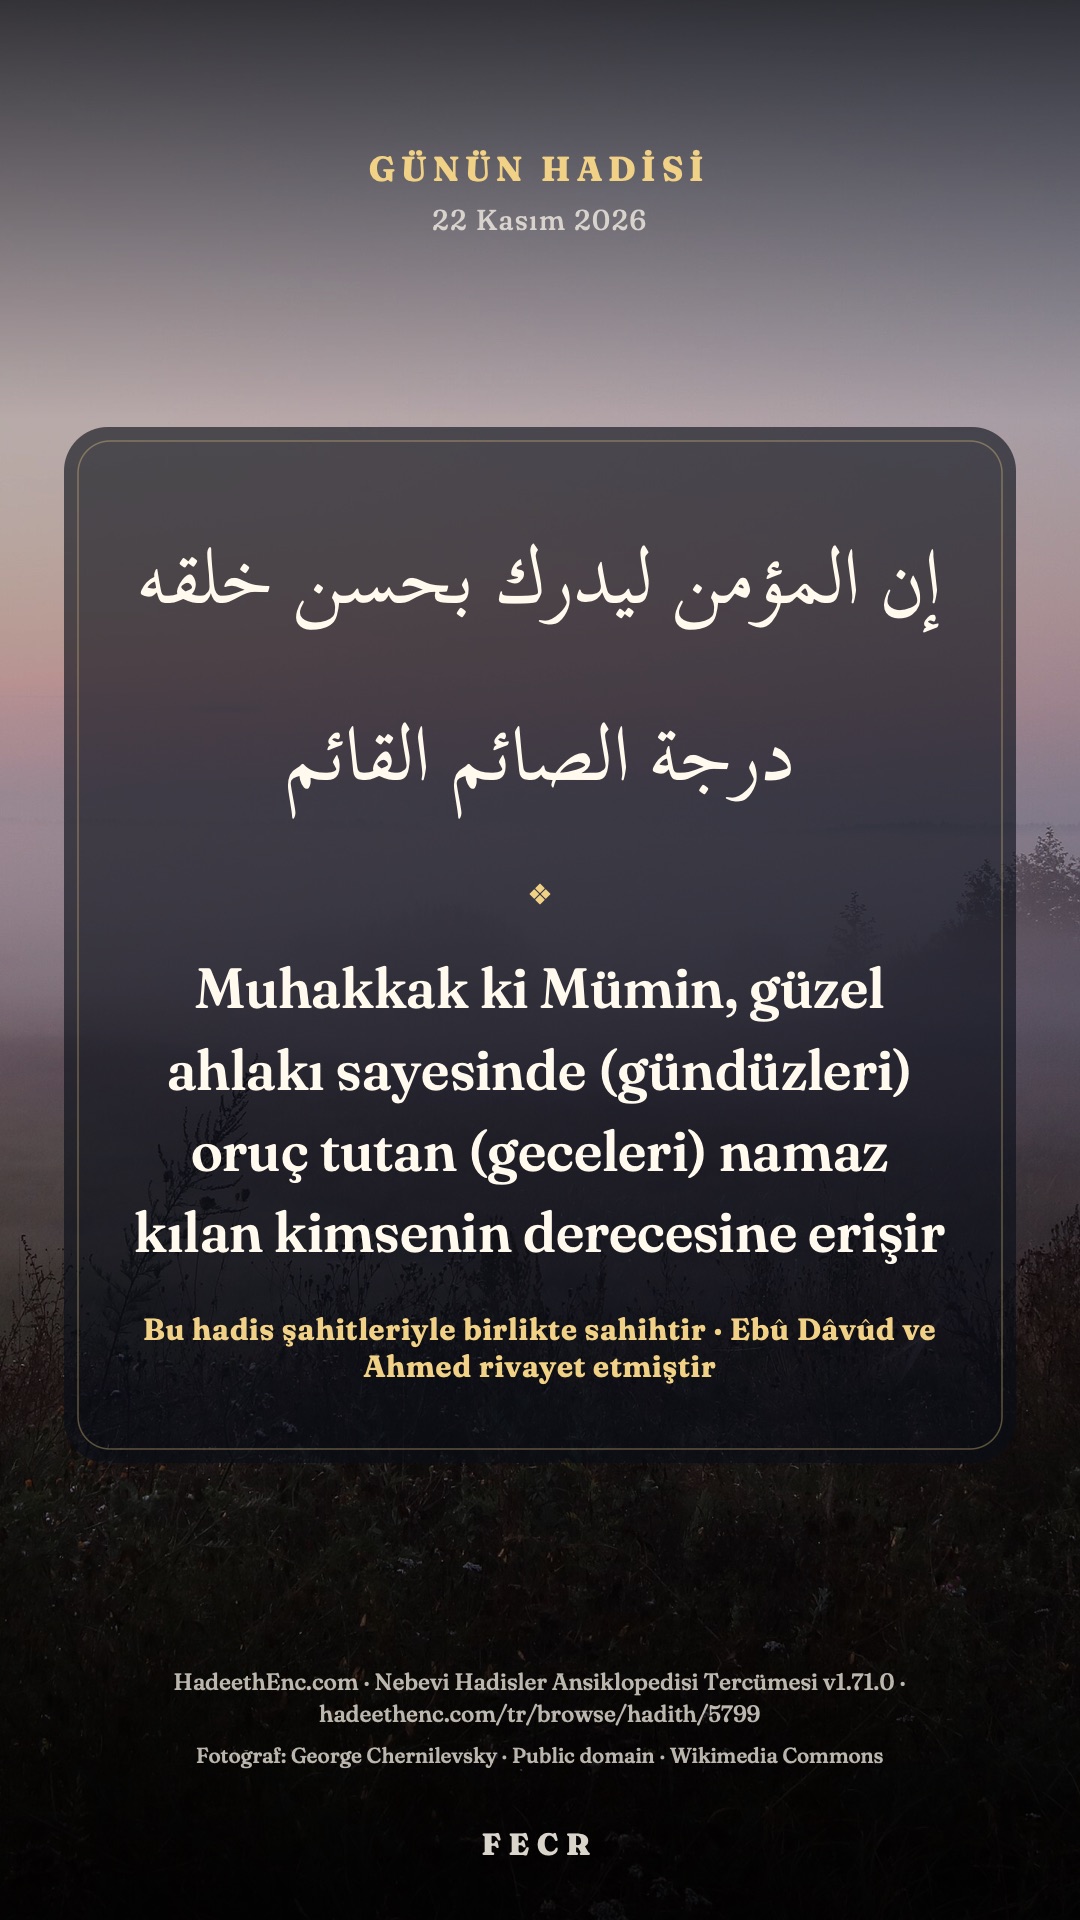 GÜNÜN HADİSİ
22 Kasım 2026
إن المؤمن ليدرك بحسن خلقه
درجة الصائم القائم
Muhakkak ki Mümin, güzel
ahlakı sayesinde (gündüzleri)
oruç tutan (geceleri) namaz
kılan kimsenin derecesine erişir
Bu hadis şahitleriyle birlikte sahihtir · Ebû Dâvûd ve
Ahmed rivayet etmiştir
HadeethEnc.com · Nebevi Hadisler Ansiklopedisi Tercümesi v1.71.0 ·
hadeethenc.com/tr/browse/hadith/5799
Fotoğraf: George Chernilevsky · Public domain · Wikimedia Commons
FECR